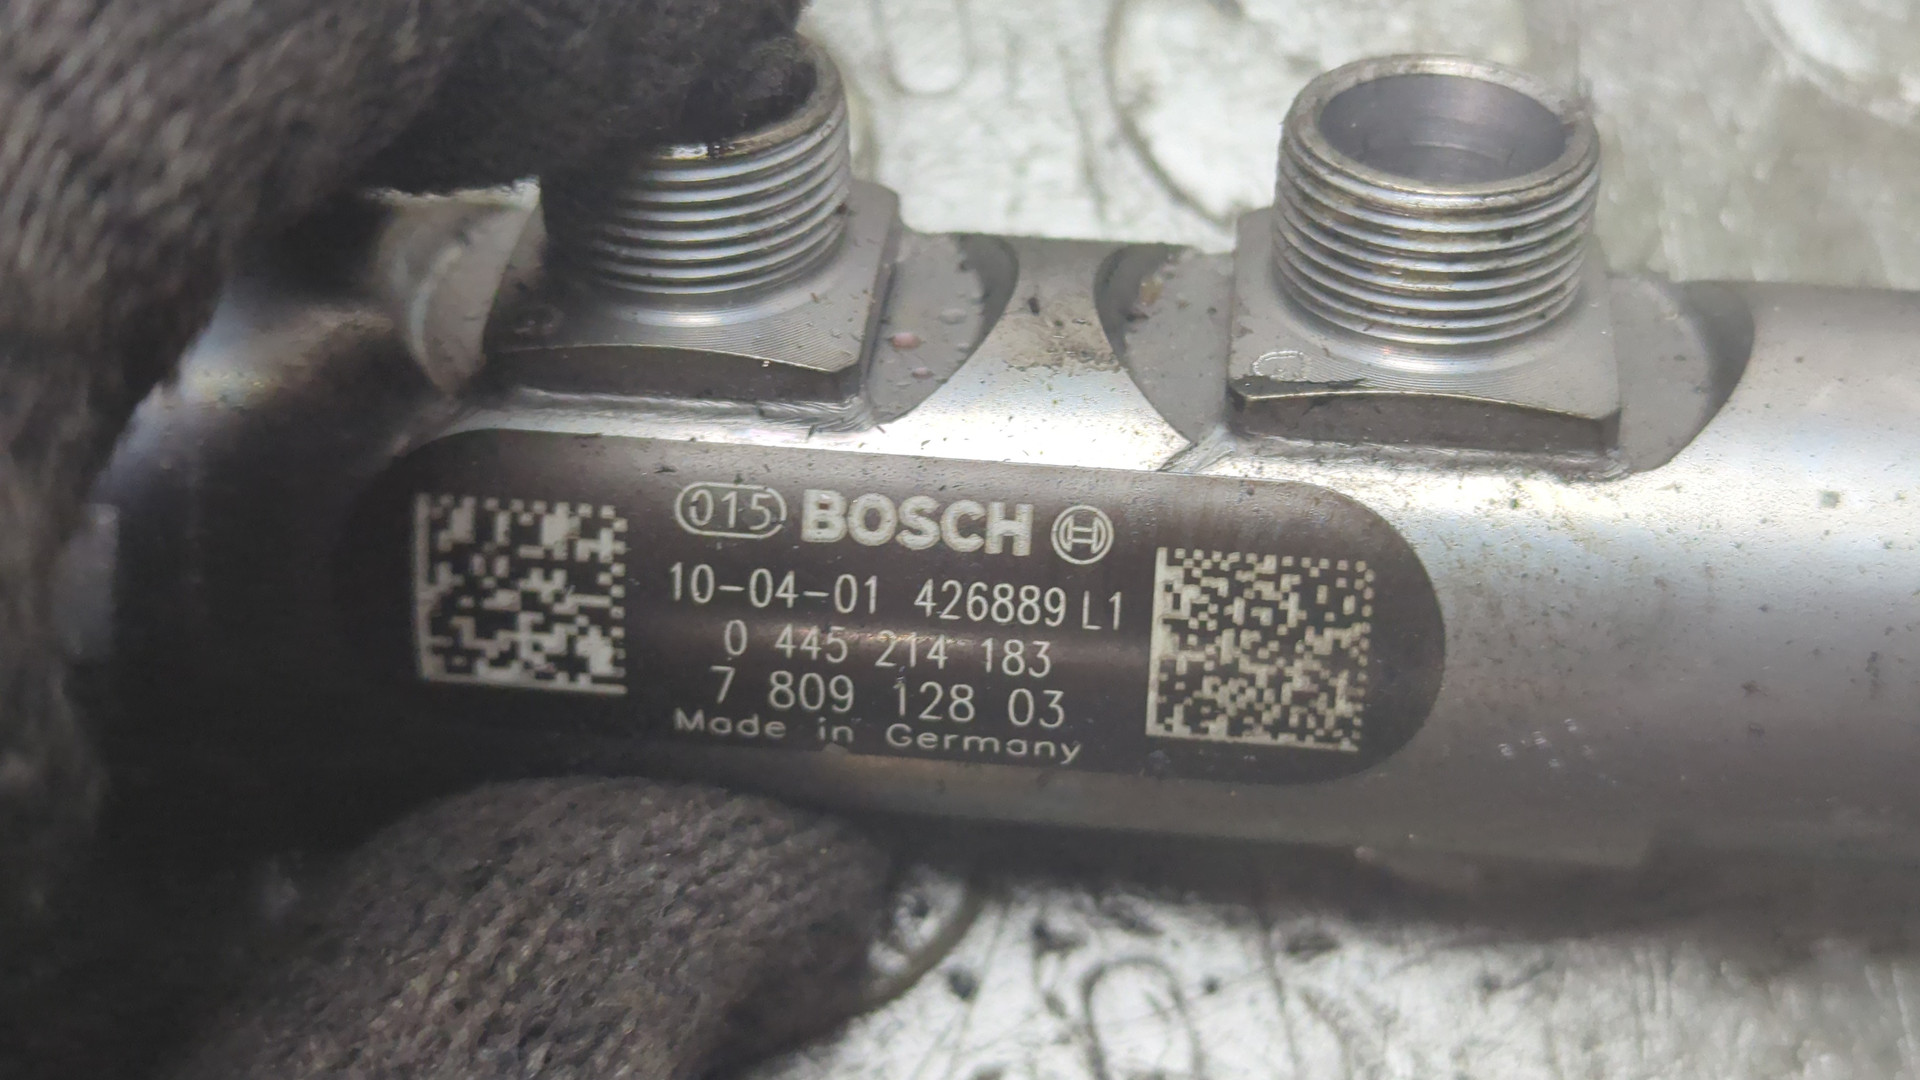 015 BOSCH
10-04-01 426889 L1
0 445 214 183
7 809 128 03
Made in Germany